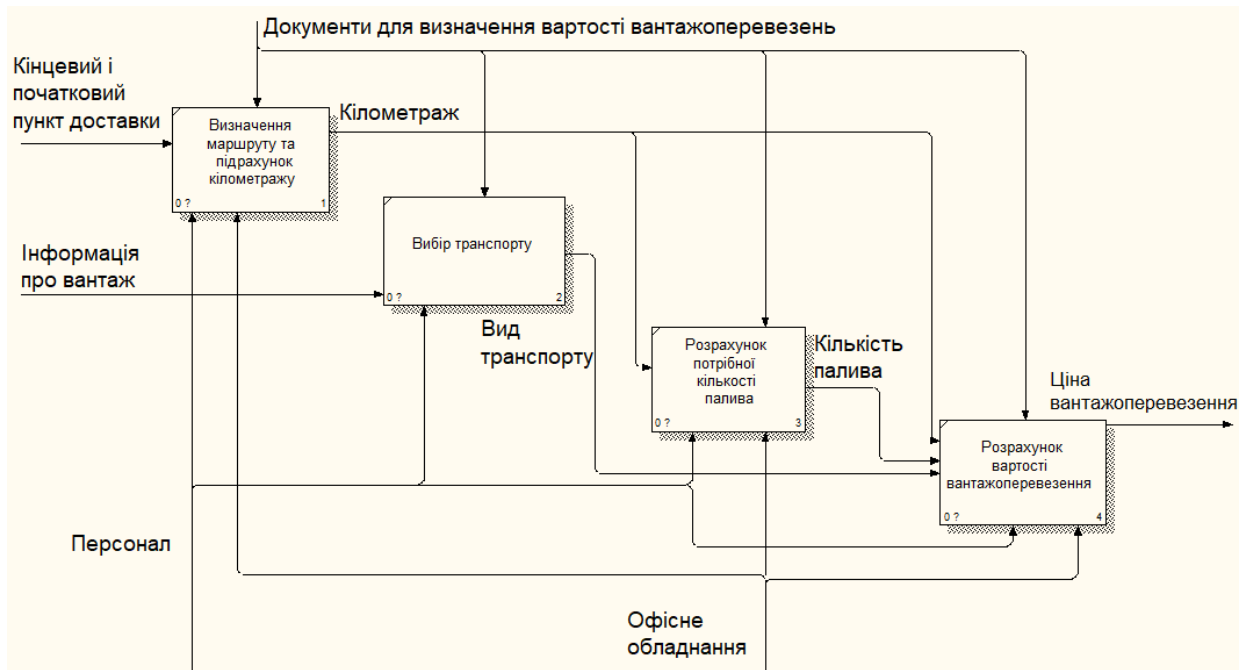 Документи для визначення вартості вантажоперевезень
Кінцевий і
початковий
пункт доставки
Кілометраж
Визначення
маршруту та
підрахунок
кілометражу
0 ?
1
Вибір транспорту
0 ?
2
Інформація
про вантаж
Вид
транспорту
Розрахунок
потрібної
кількості
палива
0 ?
3
Кількість
палива
Ціна
вантажоперевезення
Розрахунок
вартості
вантажоперевезення
0 ?
4
Персонал
Офісне
обладнання